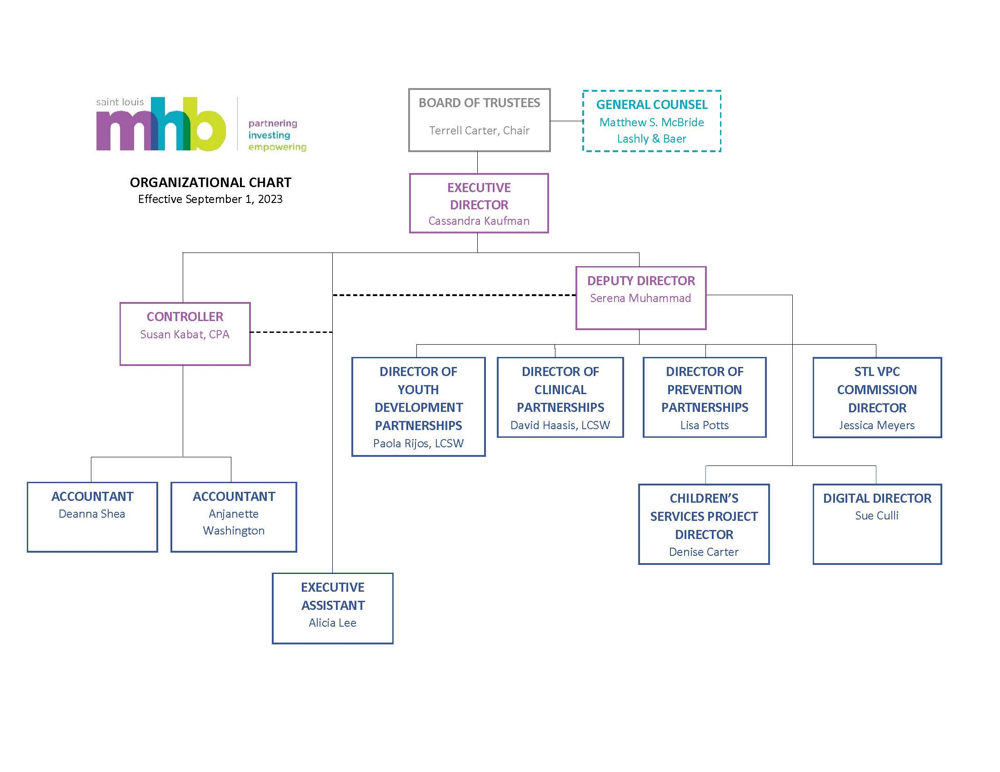 saint louis
mhb
partnering
investing
empowering
ORGANIZATIONAL CHART
Effective September 1, 2023
BOARD OF TRUSTEES
Terrell Carter, Chair
GENERAL COUNSEL
Matthew S. McBride
Lashly & Baer
EXECUTIVE
DIRECTOR
Cassandra Kaufman
DEPUTY DIRECTOR
Serena Muhammad
CONTROLLER
Susan Kabat, CPA
DIRECTOR OF
YOUTH
DEVELOPMENT
PARTNERSHIPS
Paola Rijos, LCSW
DIRECTOR OF
CLINICAL
PARTNERSHIPS
David Haasis, LCSW
DIRECTOR OF
PREVENTION
PARTNERSHIPS
Lisa Potts
STL VPC
COMMISSION
DIRECTOR
Jessica Meyers
ACCOUNTANT
Deanna Shea
ACCOUNTANT
Anjanette
Washington
CHILDREN’S
SERVICES PROJECT
DIRECTOR
Denise Carter
DIGITAL DIRECTOR
Sue Culli
EXECUTIVE
ASSISTANT
Alicia Lee